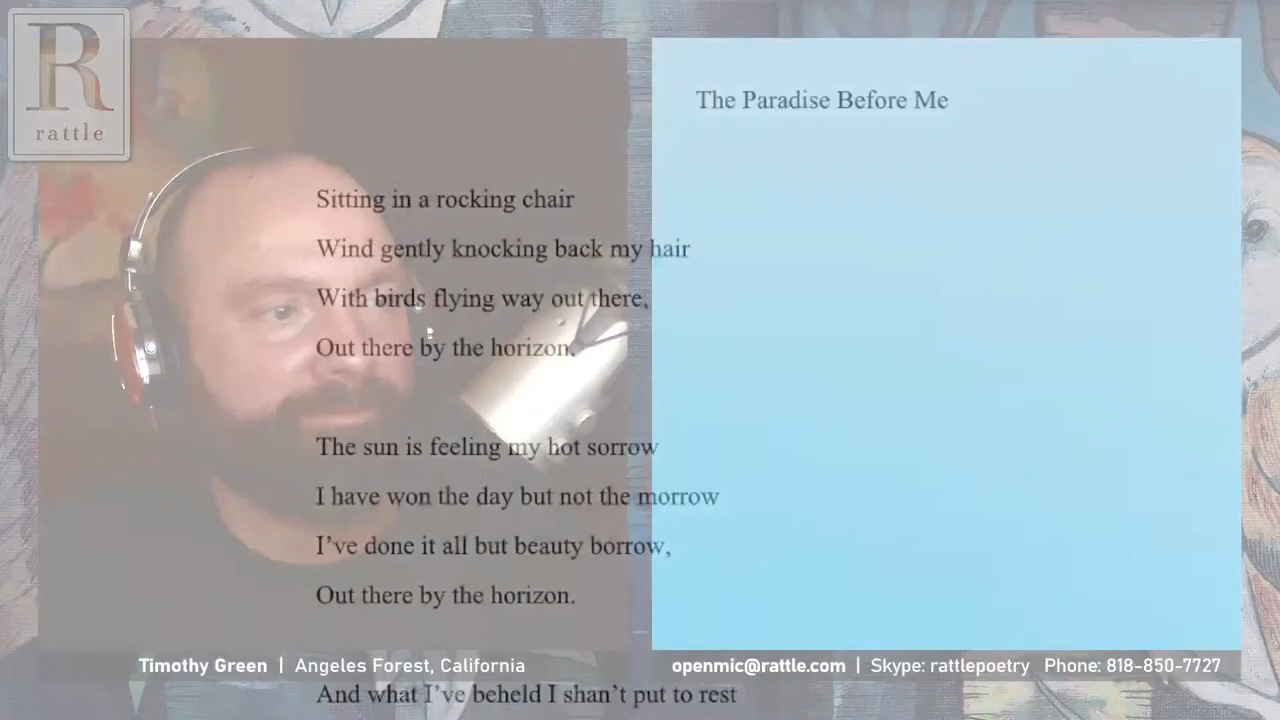 R
rattle
The Paradise Before Me
Sitting in a rocking chair
Wind gently knocking back my hair
With birds flying way out there,
Out there by the horizon.
The sun is feeling my hot sorrow
I have won the day but not the morrow
I’ve done it all but beauty borrow,
Out there by the horizon.
And what I’ve beheld I shan’t put to rest
Timothy Green | Angeles Forest, California
openmic@rattle.com | Skype: rattlepoetry Phone: 818-850-7727